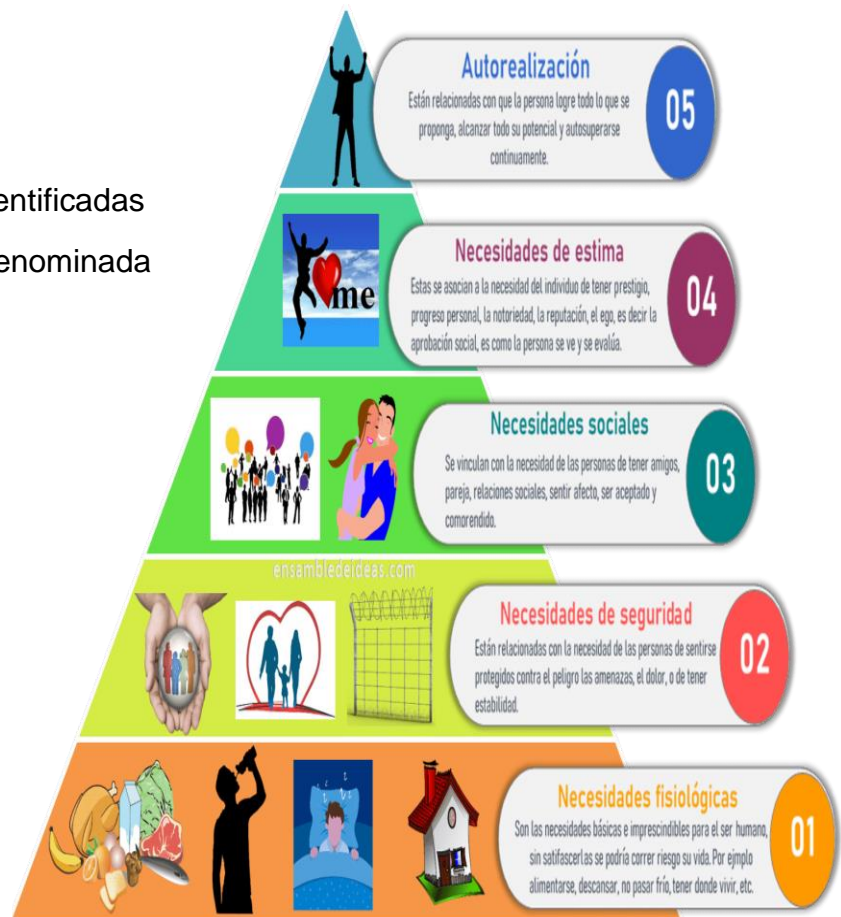 Autorealización
Están relacionadas con que la persona logre todo lo que se
proponga, alcanzar todo su potencial y autosuperarse
continuamente.
05
entificadas
enominada
me
Necesidades de estima
Estas se asocian a la necesidad del individuo de tener prestigio,
progreso personal, la notoriedad, la reputación, el ego, es decir la
aprobación social, es como la persona se ve y se evalúa.
04
Necesidades sociales
Se vinculan con la necesidad de las personas de tener amigos,
pareja, relaciones sociales, sentir afecto, ser aceptado y
comprendido.
03
ensambledeideas.com
Necesidades de seguridad
Están relacionadas con la necesidad de las personas de sentirse
protegidos contra el peligro las amenazas, el dolor, o de tener
estabilidad.
02
Necesidades fisiológicas
Son las necesidades básicas e imprescindibles para el ser humano,
sin satifascerlas se podría correr riesgo su vida. Por ejmplo
alimentarse, descansar, no pasar frío, tener donde vivir, etc.
01